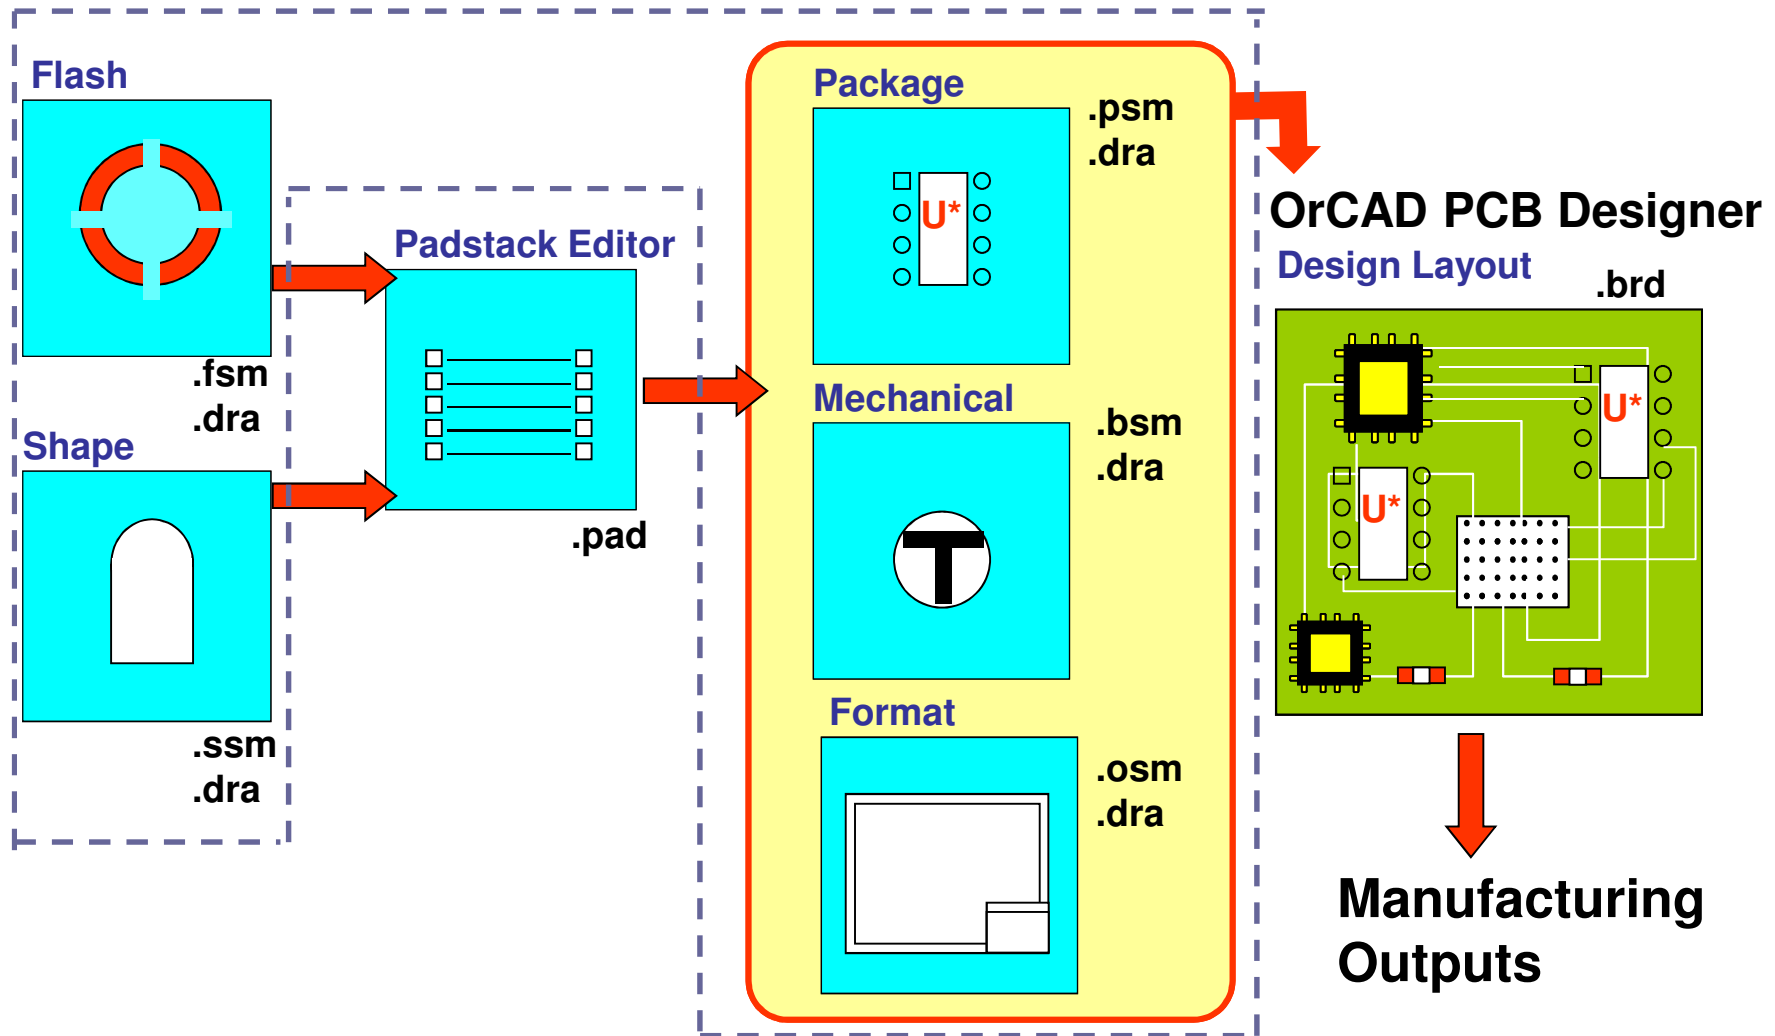 Flash
.fsm
.dra
Shape
.ssm
.dra
Padstack Editor
.pad
Package
.psm
.dra
U*
Mechanical
.bsm
.dra
T
Format
.osm
.dra
OrCAD PCB Designer
Design Layout
.brd
U*
U*
Manufacturing
Outputs